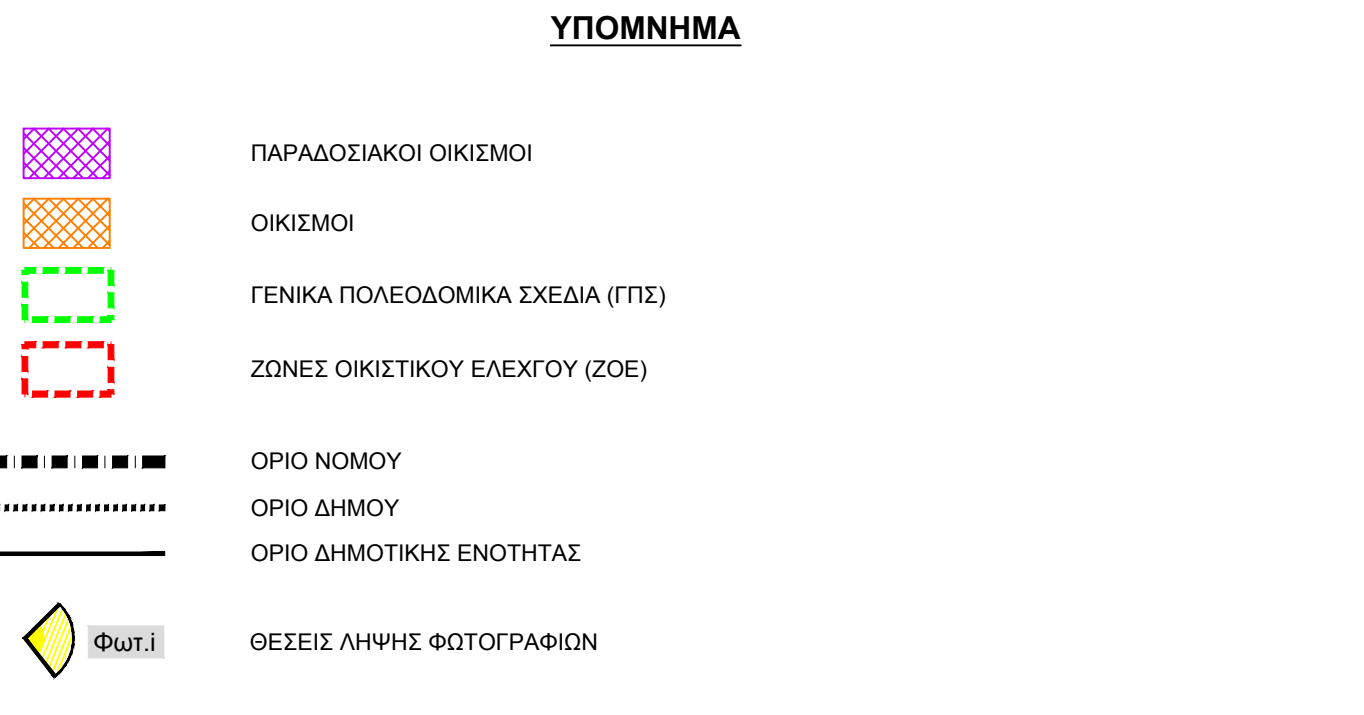 ΥΠΟΜΝΗΜΑ
ΠΑΡΑΔΟΣΙΑΚΟΙ ΟΙΚΙΣΜΟΙ
ΟΙΚΙΣΜΟΙ
ΓΕΝΙΚΑ ΠΟΛΕΟΔΟΜΙΚΑ ΣΧΕΔΙΑ (ΓΠΣ)
ΖΩΝΕΣ ΟΙΚΙΣΤΙΚΟΥ ΕΛΕΧΓΟΥ (ΖΟΕ)
ΟΡΙΟ ΝΟΜΟΥ
ΟΡΙΟ ΔΗΜΟΥ
ΟΡΙΟ ΔΗΜΟΤΙΚΗΣ ΕΝΟΤΗΤΑΣ
Φωτ.i ΘΕΣΕΙΣ ΛΗΨΗΣ ΦΩΤΟΓΡΑΦΙΩΝ